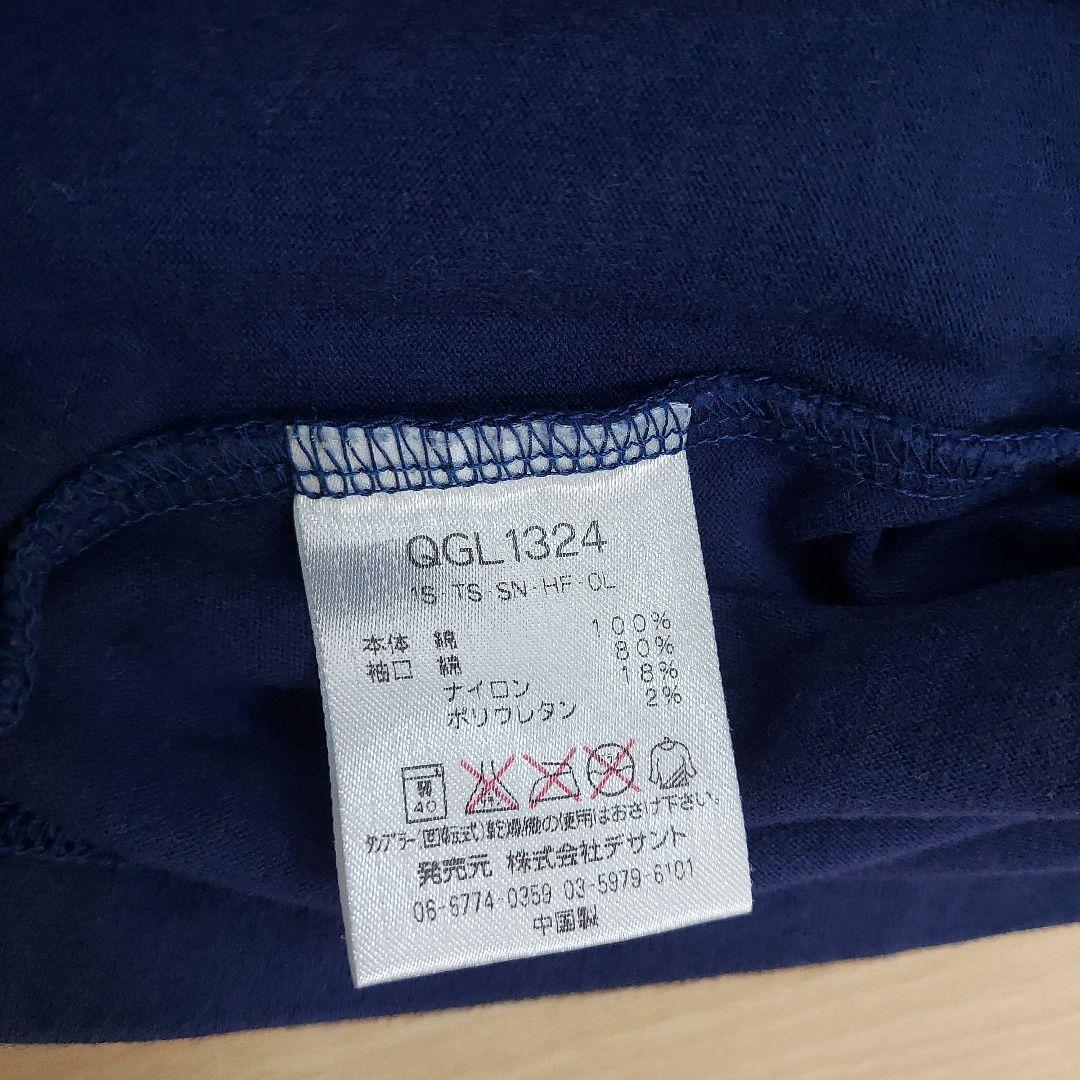 QGL1324
1S・TS・SN・HF・OL
本体 綿 100%
袖口 綿 80%
ナイロン 18%
ポリウレタン 2%
弱 40
タンブラー(回転式)乾燥機の使用はおさけ下さい。
発売元 株式会社デサント
06-6774-0359 03-5979-6101
中国製